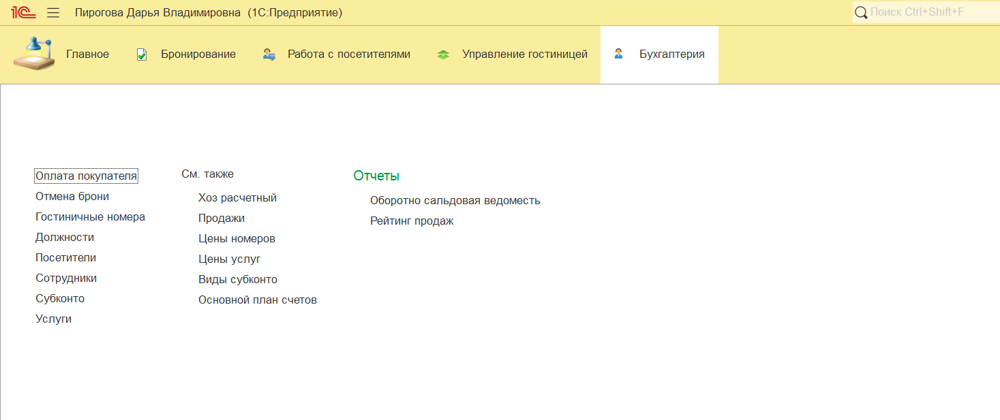 1С Пирогова Дарья Владимировна (1С:Предприятие) Поиск Ctrl+Shift+F
Главное Бронирование Работа с посетителями Управление гостиницей Бухгалтерия
Оплата покупателя
Отмена брони
Гостиничные номера
Должности
Посетители
Сотрудники
Субконто
Услуги
См. также
Хоз расчетный
Продажи
Цены номеров
Цены услуг
Виды субконто
Основной план счетов
Отчеты
Оборотно сальдовая ведоместь
Рейтинг продаж